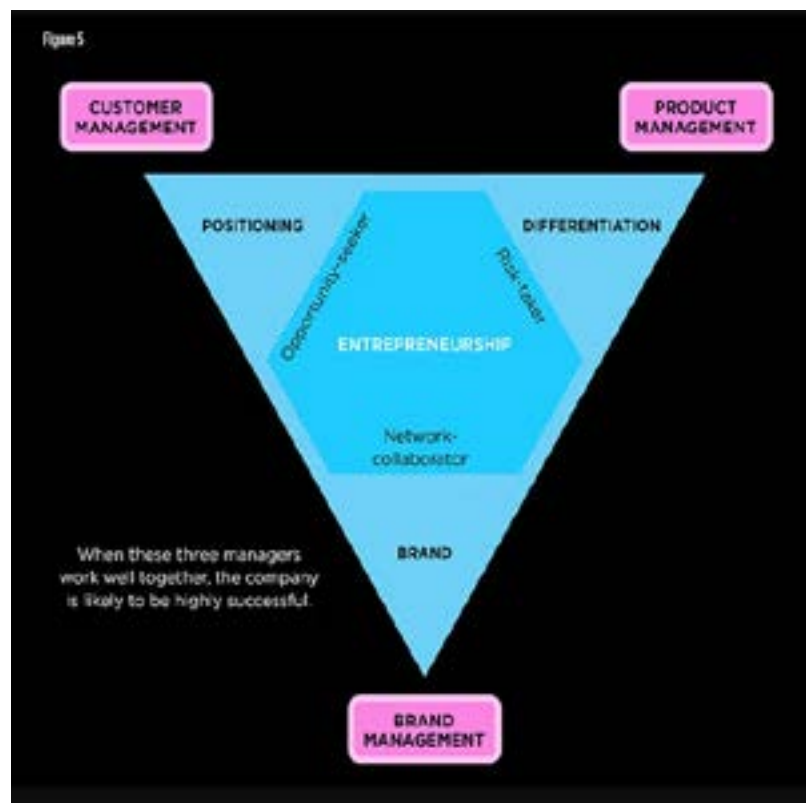 Figure 5
CUSTOMER
MANAGEMENT
PRODUCT
MANAGEMENT
POSITIONING
DIFFERENTIATION
Opportunity-seeker
Risk-taker
ENTREPRENEURSHIP
Network-
collaborator
When these three managers
work well together, the company
is likely to be highly successful.
BRAND
BRAND
MANAGEMENT